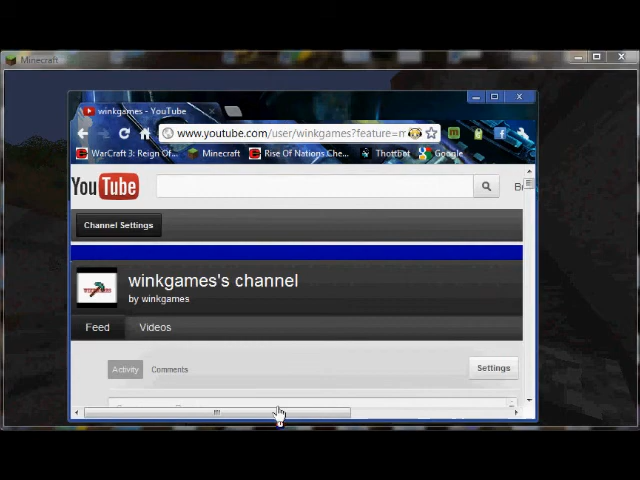 Minecraft
winkgames - YouTube
www.youtube.com/user/winkgames?feature=m
WarCraft 3: Reign Of...
Minecraft
Rise Of Nations Che...
Thottbot
Google
YouTube
Channel Settings
winkgames's channel
by winkgames
Feed
Videos
Activity
Comments
Settings